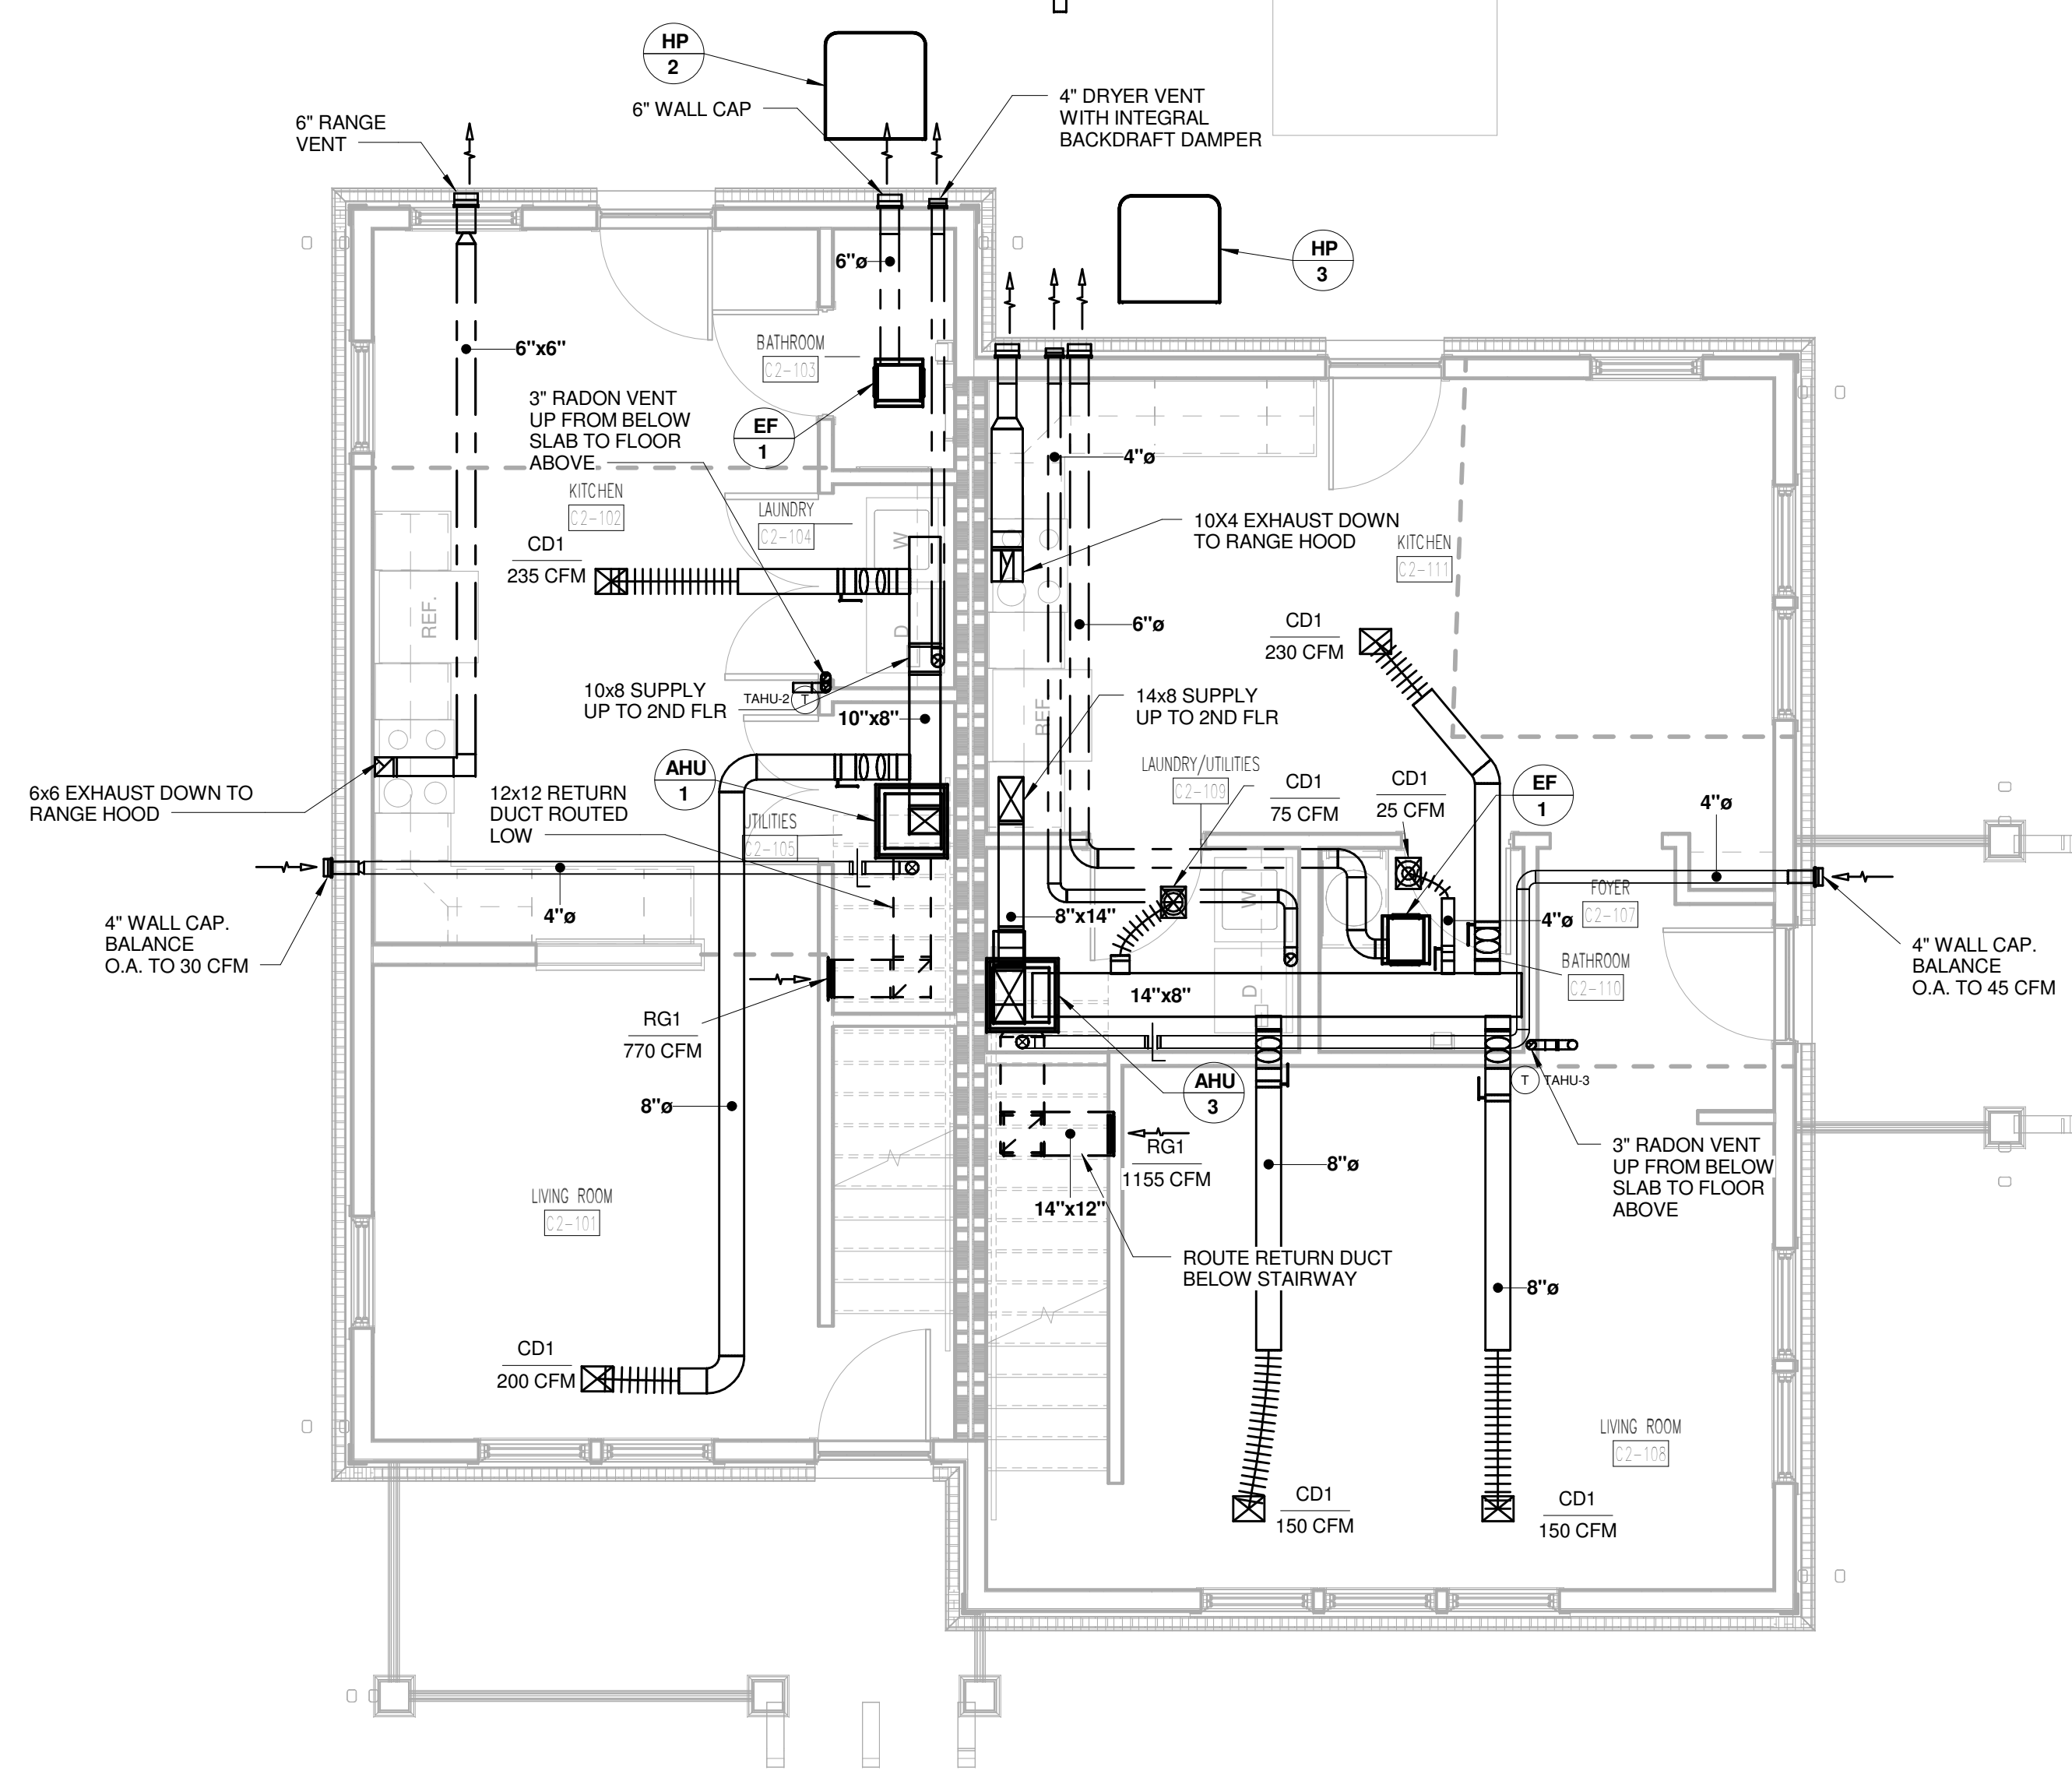 HP
2
6" WALL CAP
4" DRYER VENT
WITH INTEGRAL
BACKDRAFT DAMPER
6" RANGE
VENT
HP
3
6"ø
6"x6"
BATHROOM
C2-103
3" RADON VENT
UP FROM BELOW
SLAB TO FLOOR
ABOVE
EF
1
4"ø
KITCHEN
C2-102
LAUNDRY
C2-104
W
10X4 EXHAUST DOWN
TO RANGE HOOD
KITCHEN
C2-111
CD1
235 CFM
REF.
D
6"ø
CD1
230 CFM
10x8 SUPPLY
UP TO 2ND FLR
TAHU-2
T
10"x8"
14x8 SUPPLY
UP TO 2ND FLR
REF.
AHU
1
LAUNDRY/UTILITIES
C2-109
CD1
75 CFM
CD1
25 CFM
EF
1
4"ø
6x6 EXHAUST DOWN TO
RANGE HOOD
12x12 RETURN
DUCT ROUTED
LOW
UTILITIES
C2-105
4"ø
8"x14"
W
4"ø
FOYER
C2-107
4" WALL CAP.
BALANCE
O.A. TO 30 CFM
4" WALL CAP.
BALANCE
O.A. TO 45 CFM
BATHROOM
C2-110
14"x8"
D
RG1
770 CFM
AHU
3
T
TAHU-3
8"ø
RG1
1155 CFM
8"ø
3" RADON VENT
UP FROM BELOW
SLAB TO FLOOR
ABOVE
LIVING ROOM
C2-101
14"x12"
ROUTE RETURN DUCT
BELOW STAIRWAY
8"ø
CD1
200 CFM
LIVING ROOM
C2-108
CD1
150 CFM
CD1
150 CFM